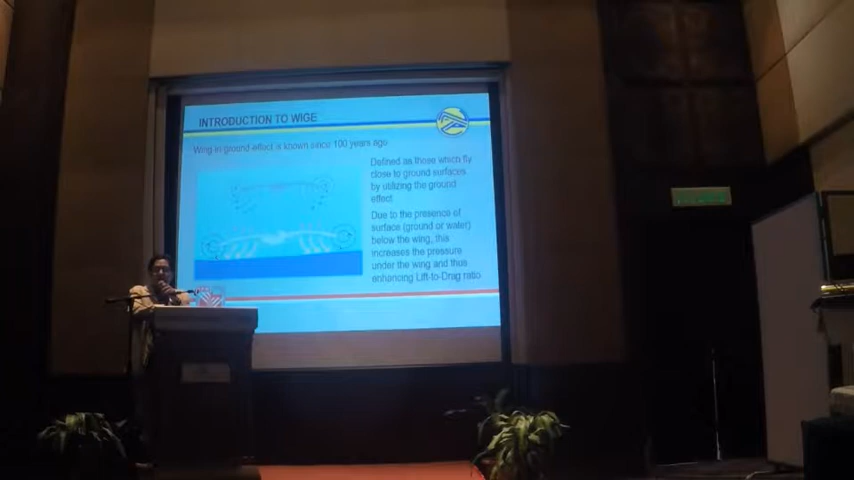 INTRODUCTION TO WIGE
Wing in ground effect is known since 100 years ago
Defined as those which fly
close to ground surfaces
by utilizing the ground
effect
Due to the presence of
surface (ground or water)
below the wing, this
increases the pressure
under the wing and thus
enhancing Lift-to-Drag ratio